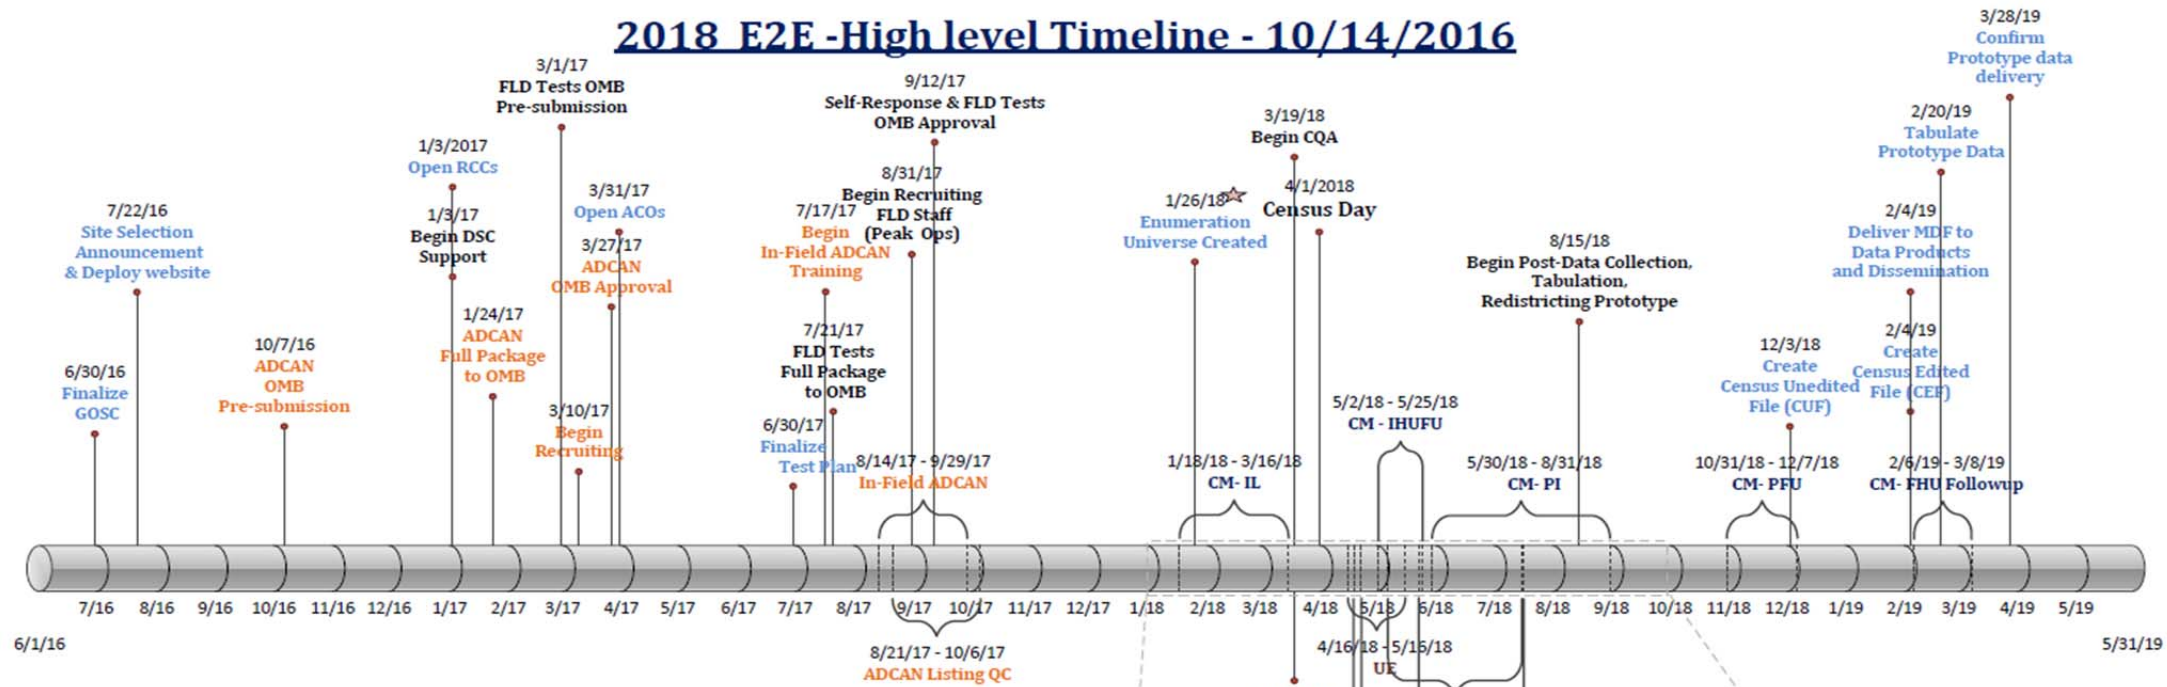 2018 E2E -High level Timeline - 10/14/2016
6/30/16
Finalize
GOSC
7/22/16
Site Selection
Announcement
& Deploy website
10/7/16
ADCAN
OMB
Pre-submission
1/3/2017
Open RCCs
1/3/17
Begin DSC
Support
1/24/17
ADCAN
Full Package
to OMB
3/1/17
FLD Tests OMB
Pre-submission
3/10/17
Begin
Recruiting
3/31/17
Open ACOs
3/27/17
ADCAN
OMB Approval
6/30/17
Finalize
Test Plan
7/17/17
Begin
In-Field ADCAN
Training
7/21/17
FLD Tests
Full Package
to OMB
9/12/17
Self-Response & FLD Tests
OMB Approval
8/31/17
Begin Recruiting
FLD Staff
(Peak Ops)
8/14/17 - 9/29/17
In-Field ADCAN
1/26/18
Enumeration
Universe Created
1/18/18 - 3/16/18
CM- IL
3/19/18
Begin CQA
4/1/2018
Census Day
5/2/18 - 5/25/18
CM - IHUFU
8/15/18
Begin Post-Data Collection,
Tabulation,
Redistricting Prototype
5/30/18 - 8/31/18
CM- PI
12/3/18
Create
Census Unedited
File (CUF)
10/31/18 - 12/7/18
CM- PFU
3/28/19
Confirm
Prototype data
delivery
2/20/19
Tabulate
Prototype Data
2/4/19
Deliver MDF to
Data Products
and Dissemination
2/4/19
Create
Census Edited
File (CEF)
2/6/19 - 3/8/19
CM- FHU Followup
7/16 8/16 9/16 10/16 11/16 12/16 1/17 2/17 3/17 4/17 5/17 6/17 7/17 8/17 9/17 10/17 11/17 12/17 1/18 2/18 3/18 4/18 5/18 6/18 7/18 8/18 9/18 10/18 11/18 12/18 1/19 2/19 3/19 4/19 5/19
6/1/16
5/31/19
8/21/17 - 10/6/17
ADCAN Listing QC
4/16/18 - 5/16/18
UE